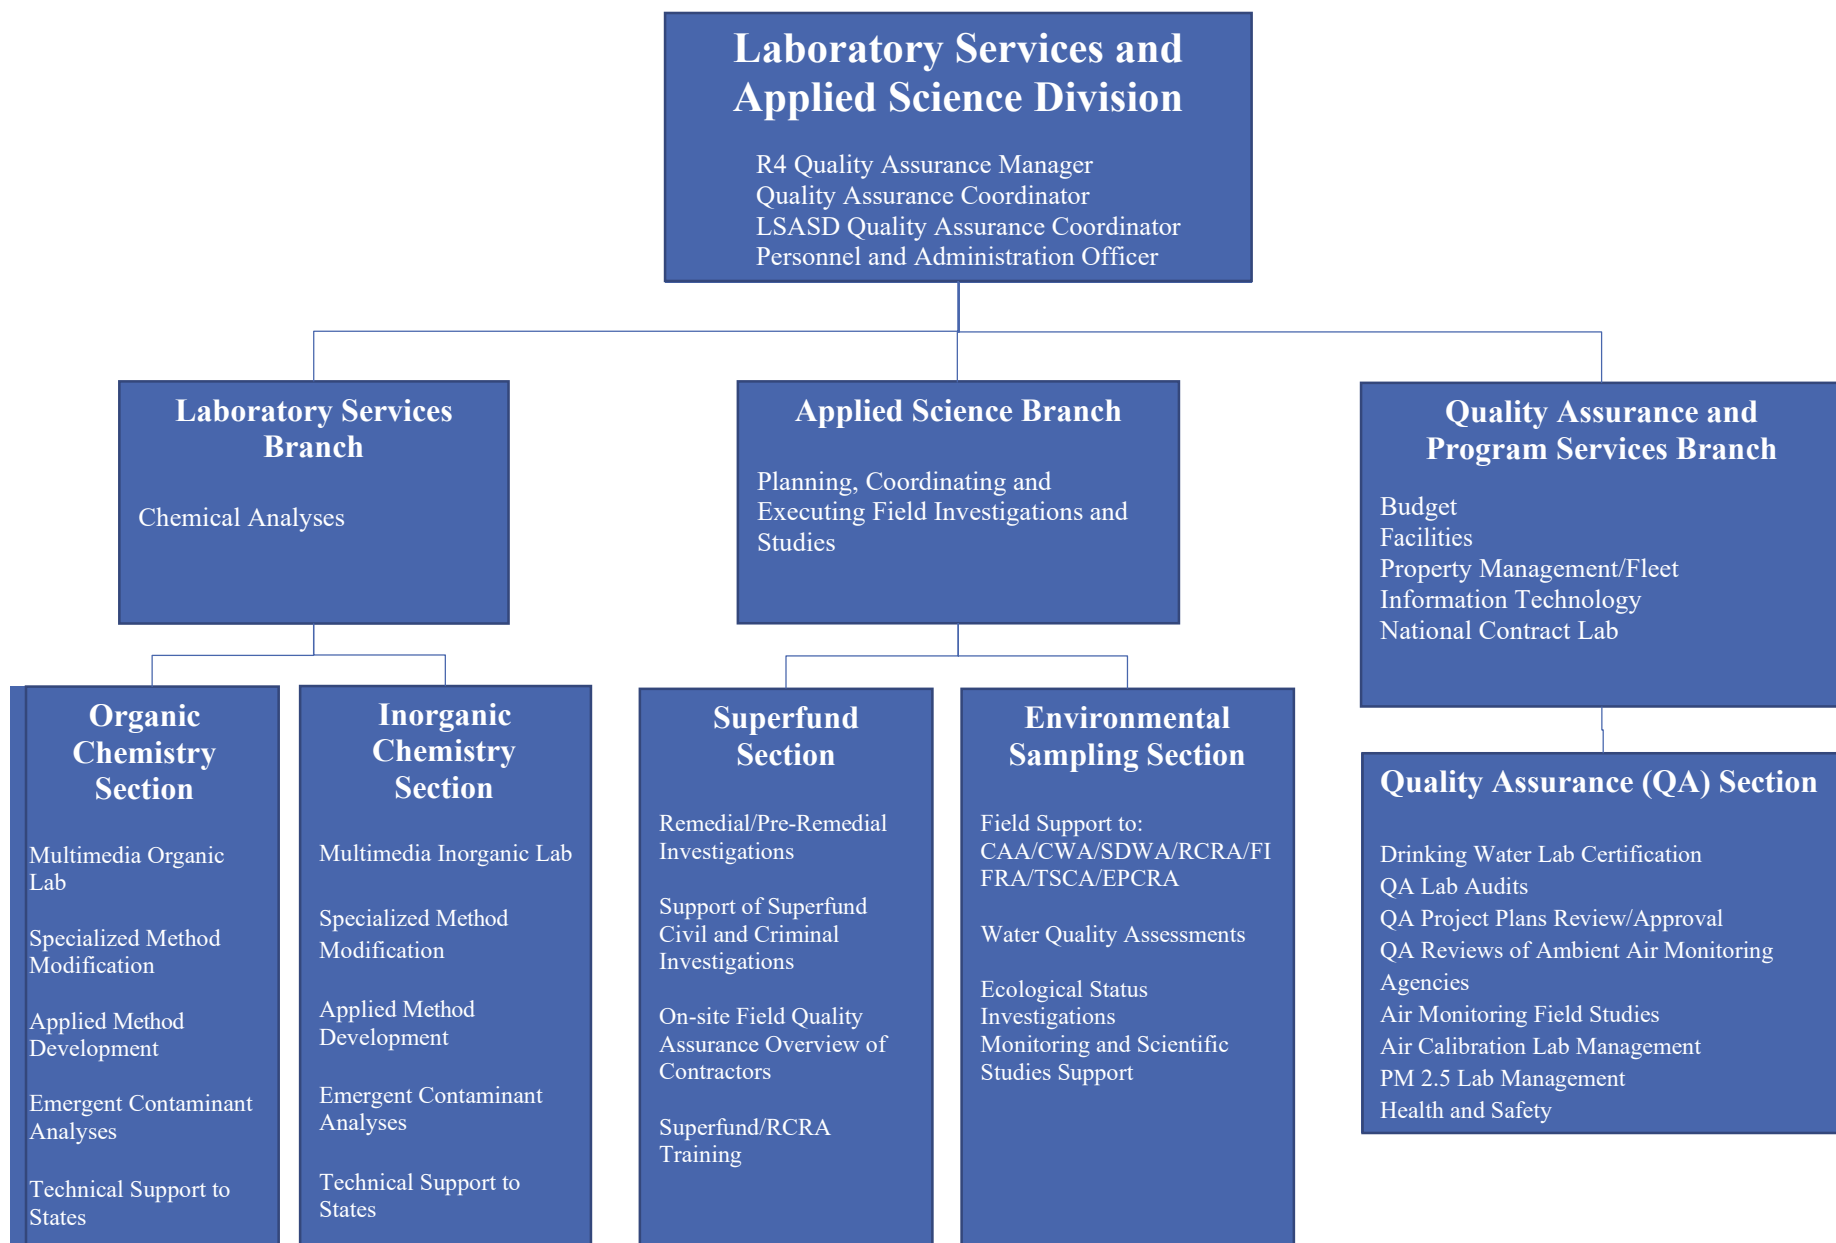 Laboratory Services and
Applied Science Division
R4 Quality Assurance Manager
Quality Assurance Coordinator
LSASD Quality Assurance Coordinator
Personnel and Administration Officer
Laboratory Services
Branch
Chemical Analyses
Applied Science Branch
Planning, Coordinating and
Executing Field Investigations and
Studies
Quality Assurance and
Program Services Branch
Budget
Facilities
Property Management/Fleet
Information Technology
National Contract Lab
Organic
Chemistry
Section
Multimedia Organic
Lab
Specialized Method
Modification
Applied Method
Development
Emergent Contaminant
Analyses
Technical Support to
States
Inorganic
Chemistry
Section
Multimedia Inorganic Lab
Specialized Method
Modification
Applied Method
Development
Emergent Contaminant
Analyses
Technical Support to
States
Superfund
Section
Remedial/Pre-Remedial
Investigations
Support of Superfund
Civil and Criminal
Investigations
On-site Field Quality
Assurance Overview of
Contractors
Superfund/RCRA
Training
Environmental
Sampling Section
Field Support to:
CAA/CWA/SDWA/RCRA/FI
FRA/TSCA/EPCRA
Water Quality Assessments
Ecological Status
Investigations
Monitoring and Scientific
Studies Support
Quality Assurance (QA) Section
Drinking Water Lab Certification
QA Lab Audits
QA Project Plans Review/Approval
QA Reviews of Ambient Air Monitoring
Agencies
Air Monitoring Field Studies
Air Calibration Lab Management
PM 2.5 Lab Management
Health and Safety